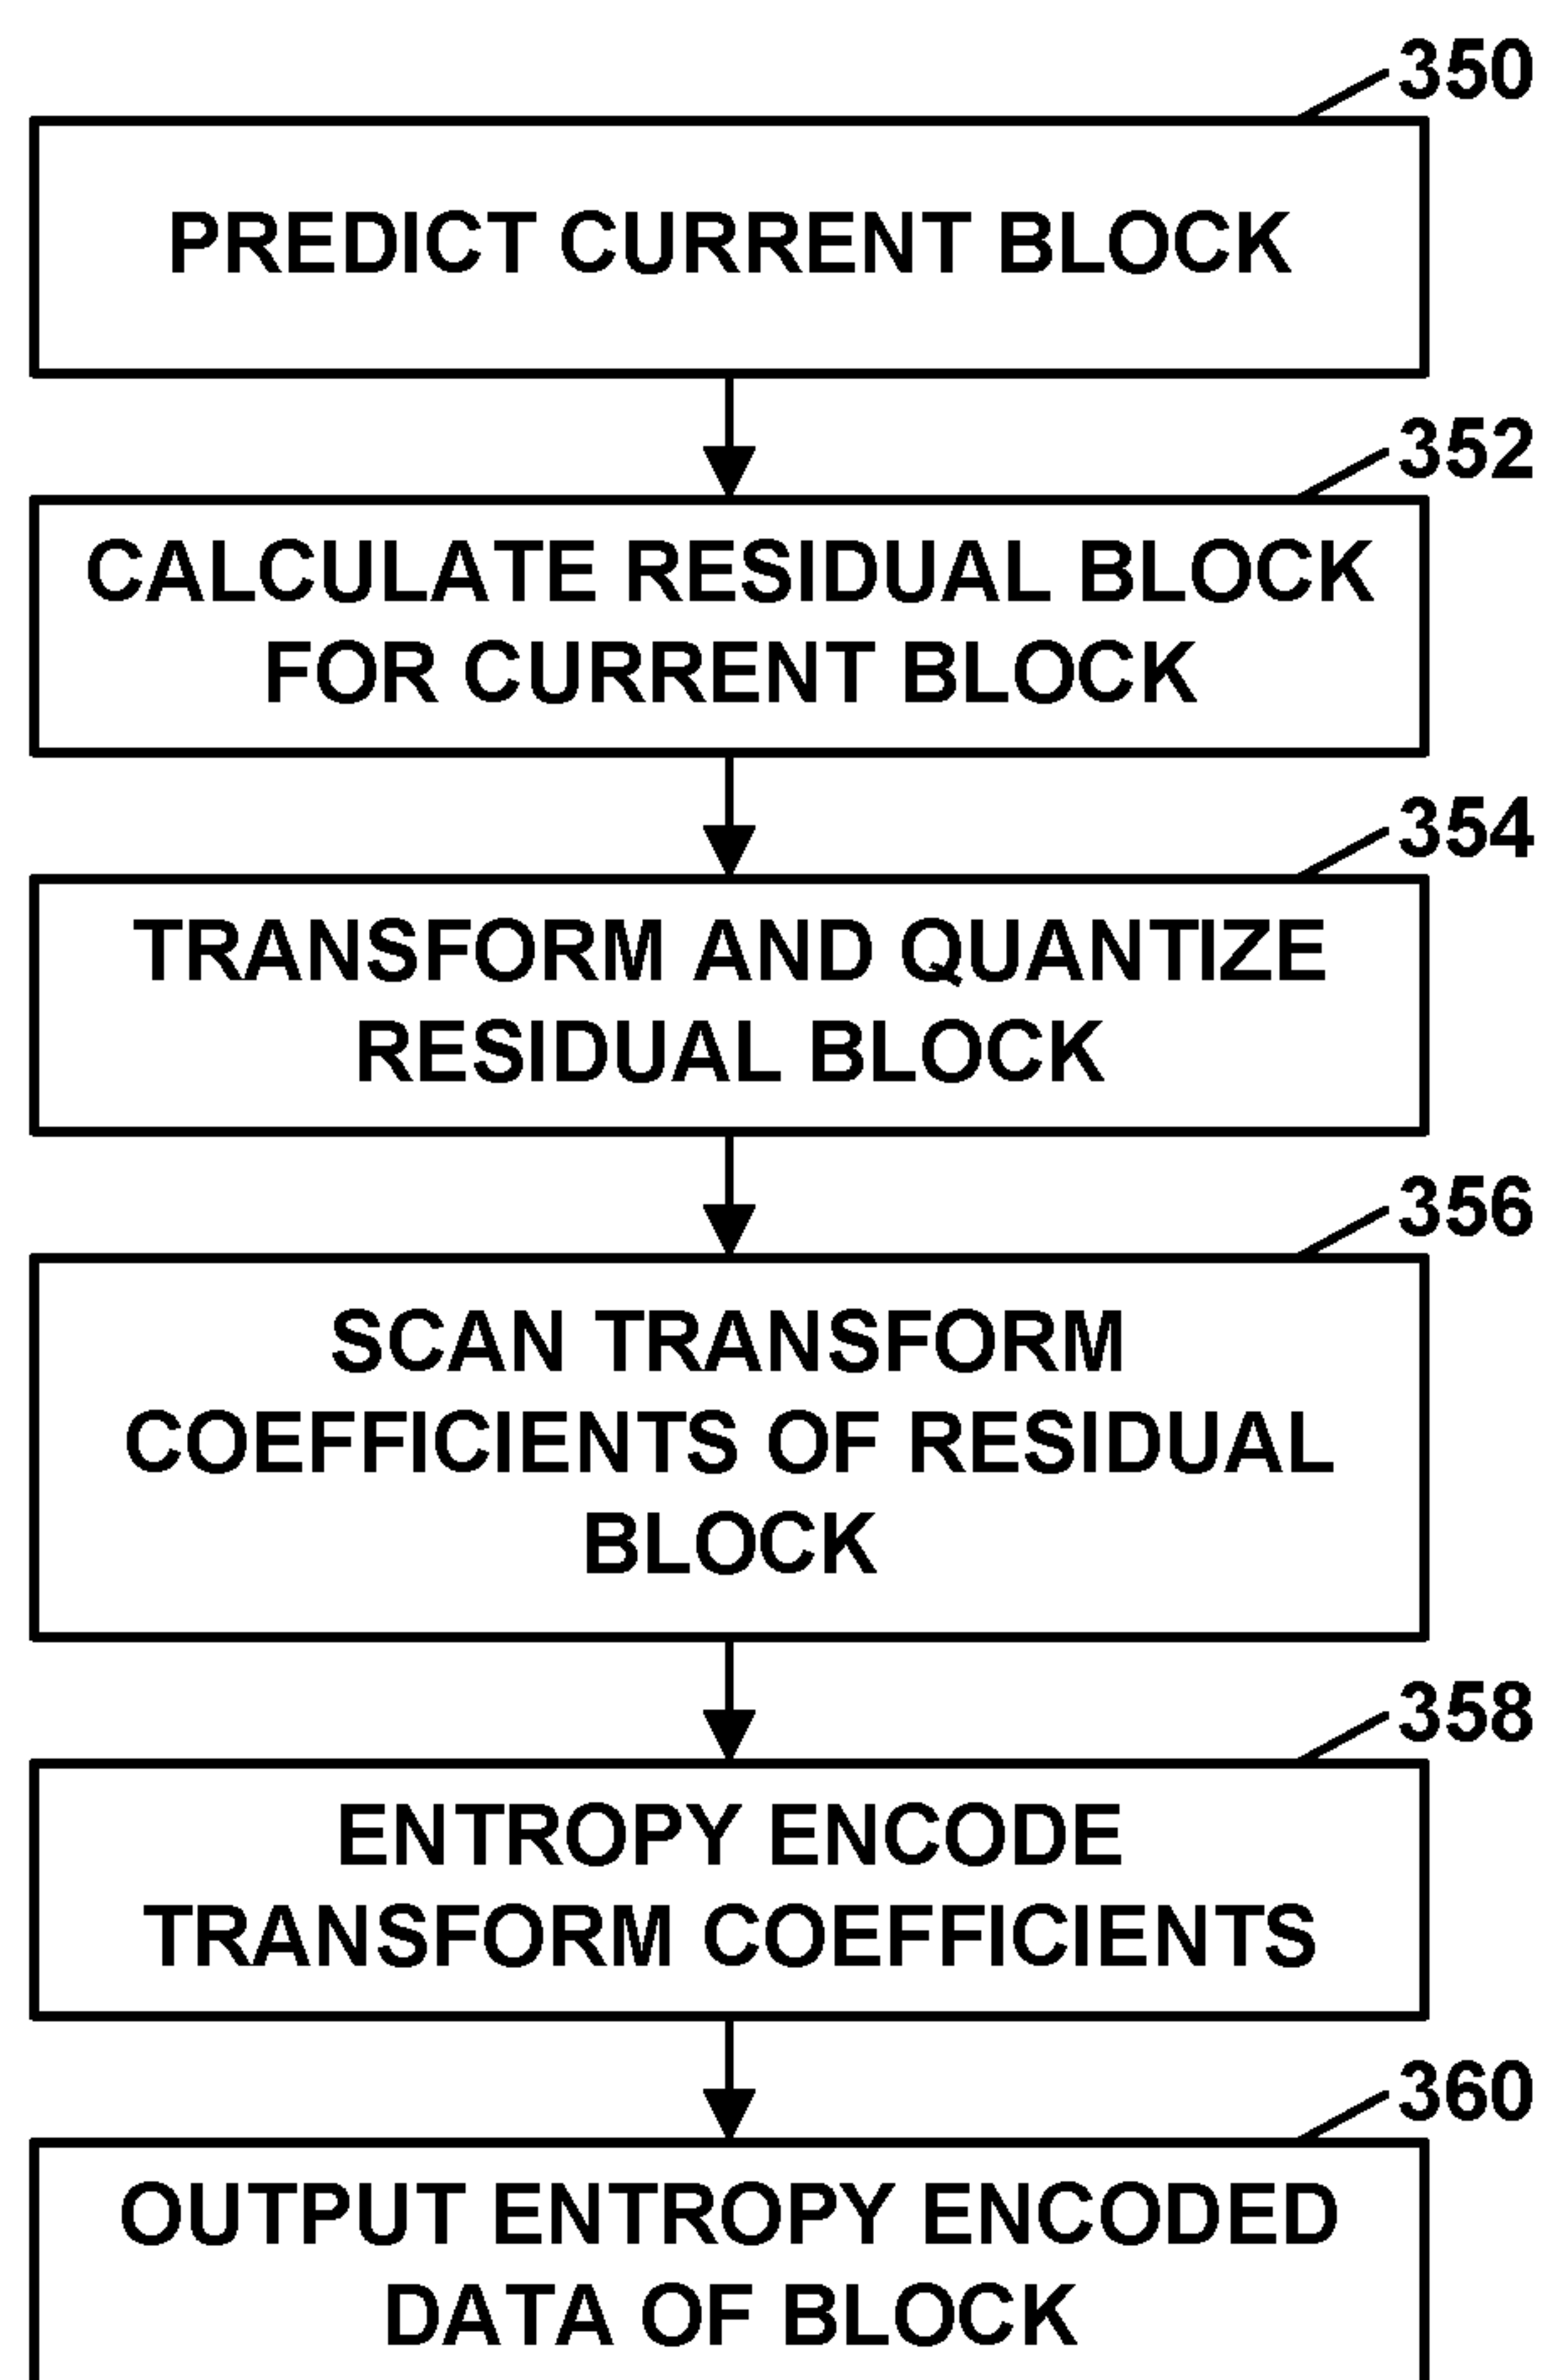 350
PREDICT CURRENT BLOCK
352
CALCULATE RESIDUAL BLOCK
FOR CURRENT BLOCK
354
TRANSFORM AND QUANTIZE
RESIDUAL BLOCK
356
SCAN TRANSFORM
COEFFICIENTS OF RESIDUAL
BLOCK
358
ENTROPY ENCODE
TRANSFORM COEFFICIENTS
360
OUTPUT ENTROPY ENCODED
DATA OF BLOCK